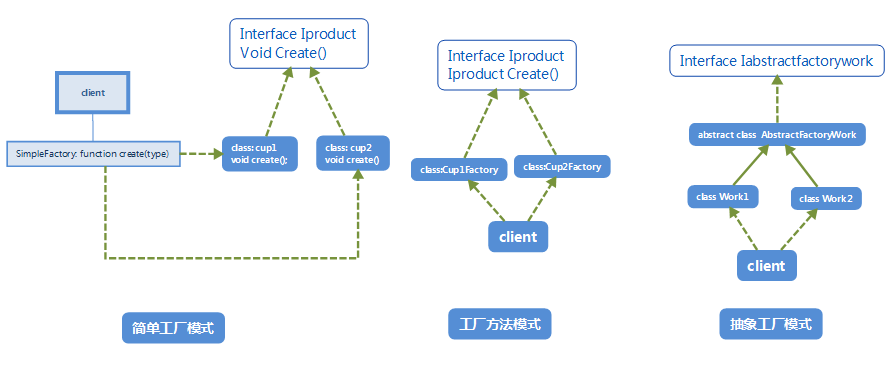 client
SimpleFactory: function create(type)
Interface Iproduct
Void Create()
class: cup1
void create();
class: cup2
void create()
简单工厂模式
Interface Iproduct
Iproduct Create()
class:Cup1Factory
class:Cup2Factory
client
工厂方法模式
Interface Iabstractfactorywork
abstract class AbstractFactoryWork
class Work1
class Work2
client
抽象工厂模式